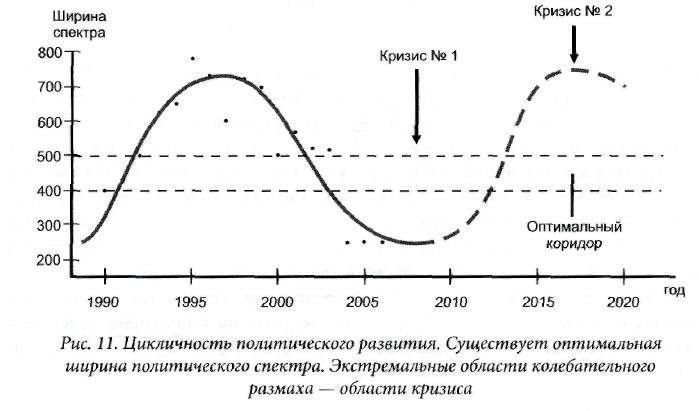 Ширина
спектра
Кризис № 2
Кризис № 1
800
700
600
500
400
300
200
Оптимальный
коридор
1990
1995
2000
2005
2010
2015
2020
год
Рис. 11. Цикличность политического развития. Существует оптимальная
ширина политического спектра. Экстремальные области колебательного
размаха — области кризиса